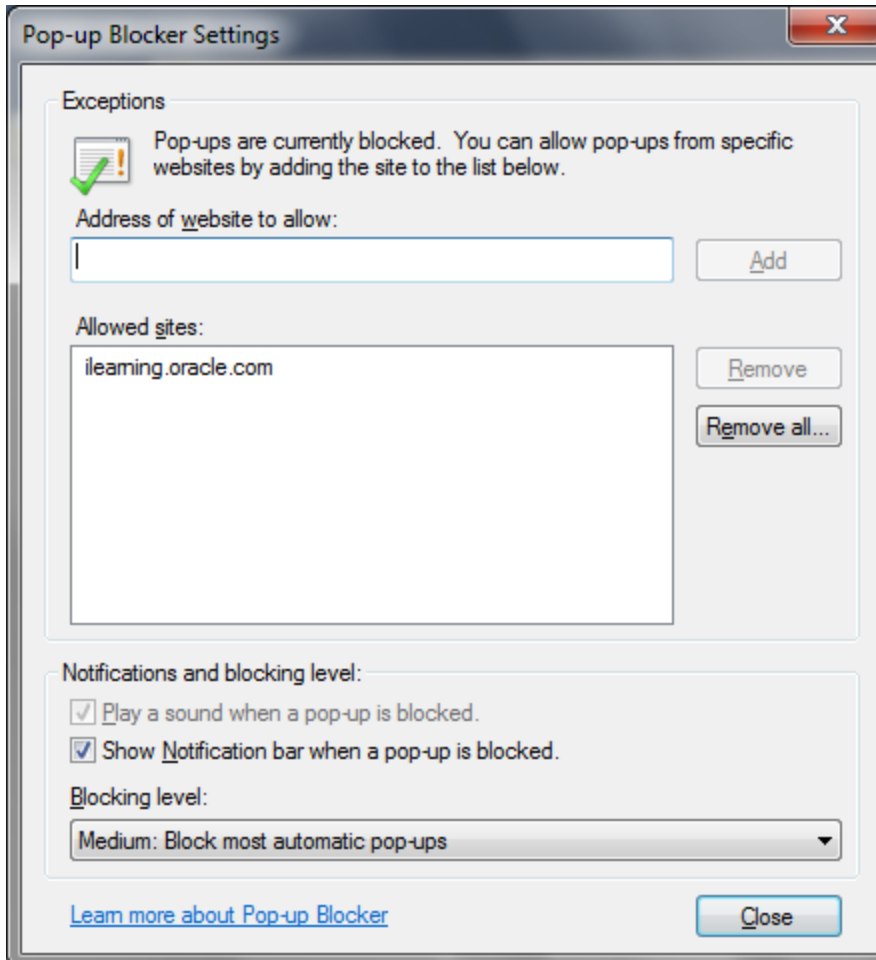 Pop-up Blocker Settings
Exceptions
Pop-ups are currently blocked.  You can allow pop-ups from specific
websites by adding the site to the list below.
Address of website to allow:
Add
Allowed sites:
ilearning.oracle.com
Remove
Remove all...
Notifications and blocking level:
Play a sound when a pop-up is blocked.
Show Notification bar when a pop-up is blocked.
Blocking level:
Medium: Block most automatic pop-ups
Learn more about Pop-up Blocker
Close